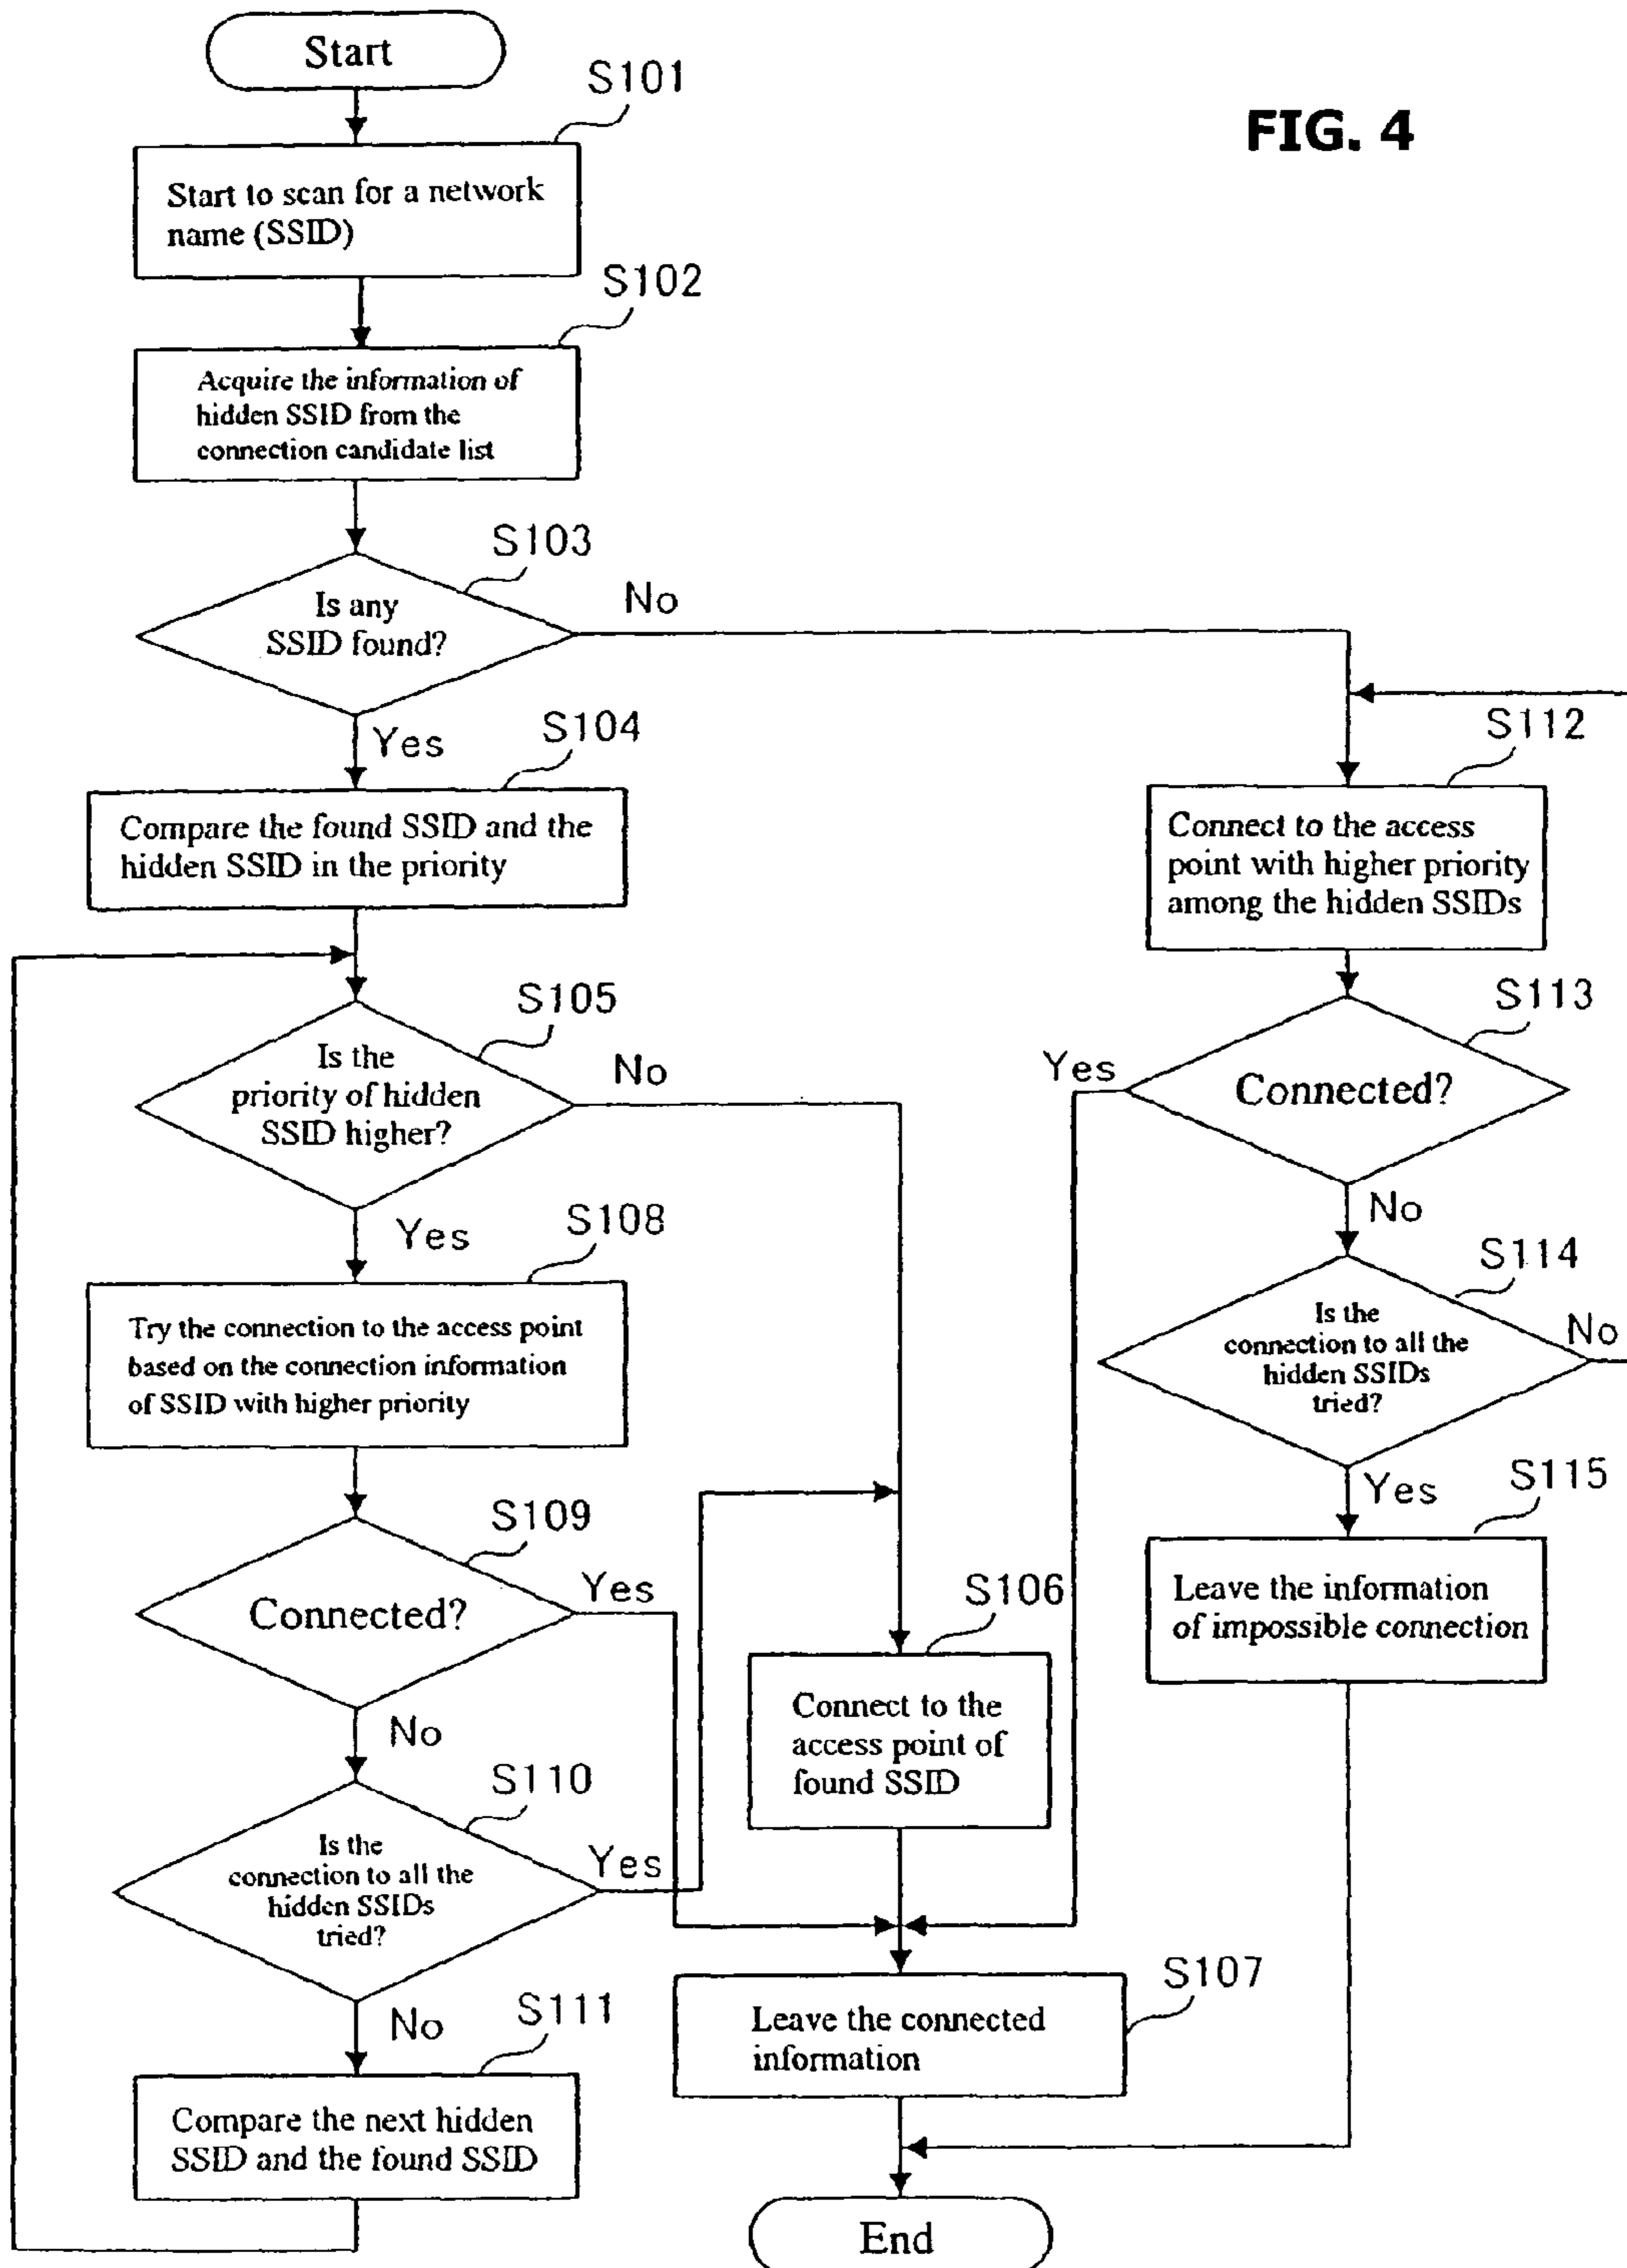 FIG. 4
Start
S101
Start to scan for a network
name (SSID)
S102
Acquire the information of
hidden SSID from the
connection candidate list
S103
Is any
SSID found?
No
Yes
S104
Compare the found SSID and the
hidden SSID in the priority
S105
Is the
priority of hidden
SSID higher?
No
Yes
S108
Try the connection to the access point
based on the connection information
of SSID with higher priority
S109
Connected?
Yes
No
S110
Is the
connection to all the
hidden SSIDs
tried?
Yes
No
S111
Compare the next hidden
SSID and the found SSID
S106
Connect to the
access point of
found SSID
S107
Leave the connected
information
End
S112
Connect to the access
point with higher priority
among the hidden SSIDs
S113
Connected?
Yes
No
S114
Is the
connection to all the
hidden SSIDs
tried?
No
Yes
S115
Leave the information
of impossible connection